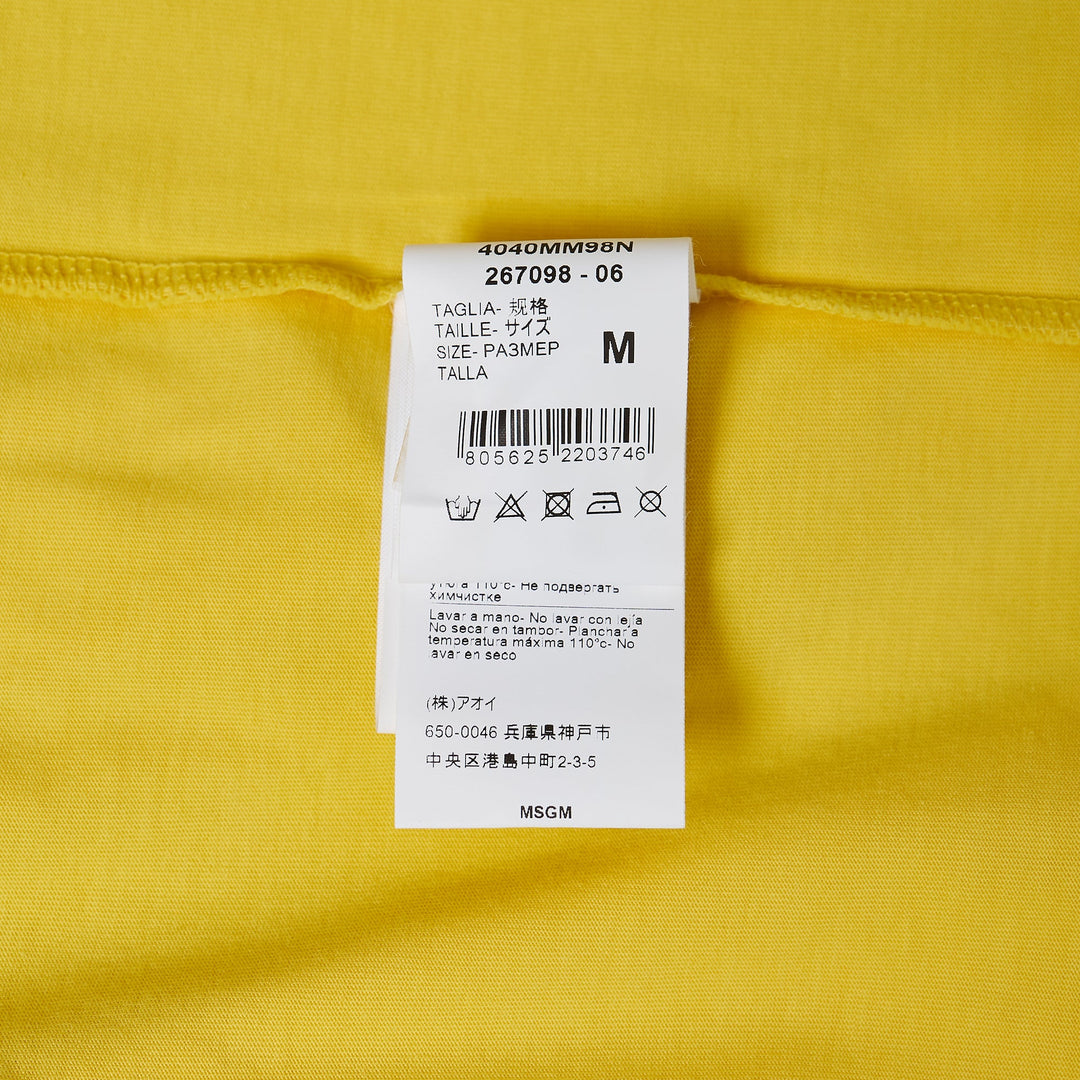 4040MM98N
267098 - 06
TAGLIA- 规格
TAILLE- サイズ
SIZE- РАЗМЕР
TALLA
M
805625 2203746
утюга 110°c- Не подвергать
химчистке
Lavar a mano- No lavar con lejía
No secar en tambor- Planchar a
temperatura máxima 110°c- No
lavar en seco
(株)アオイ
650-0046 兵庫県神戸市
中央区港島中町2-3-5
MSGM